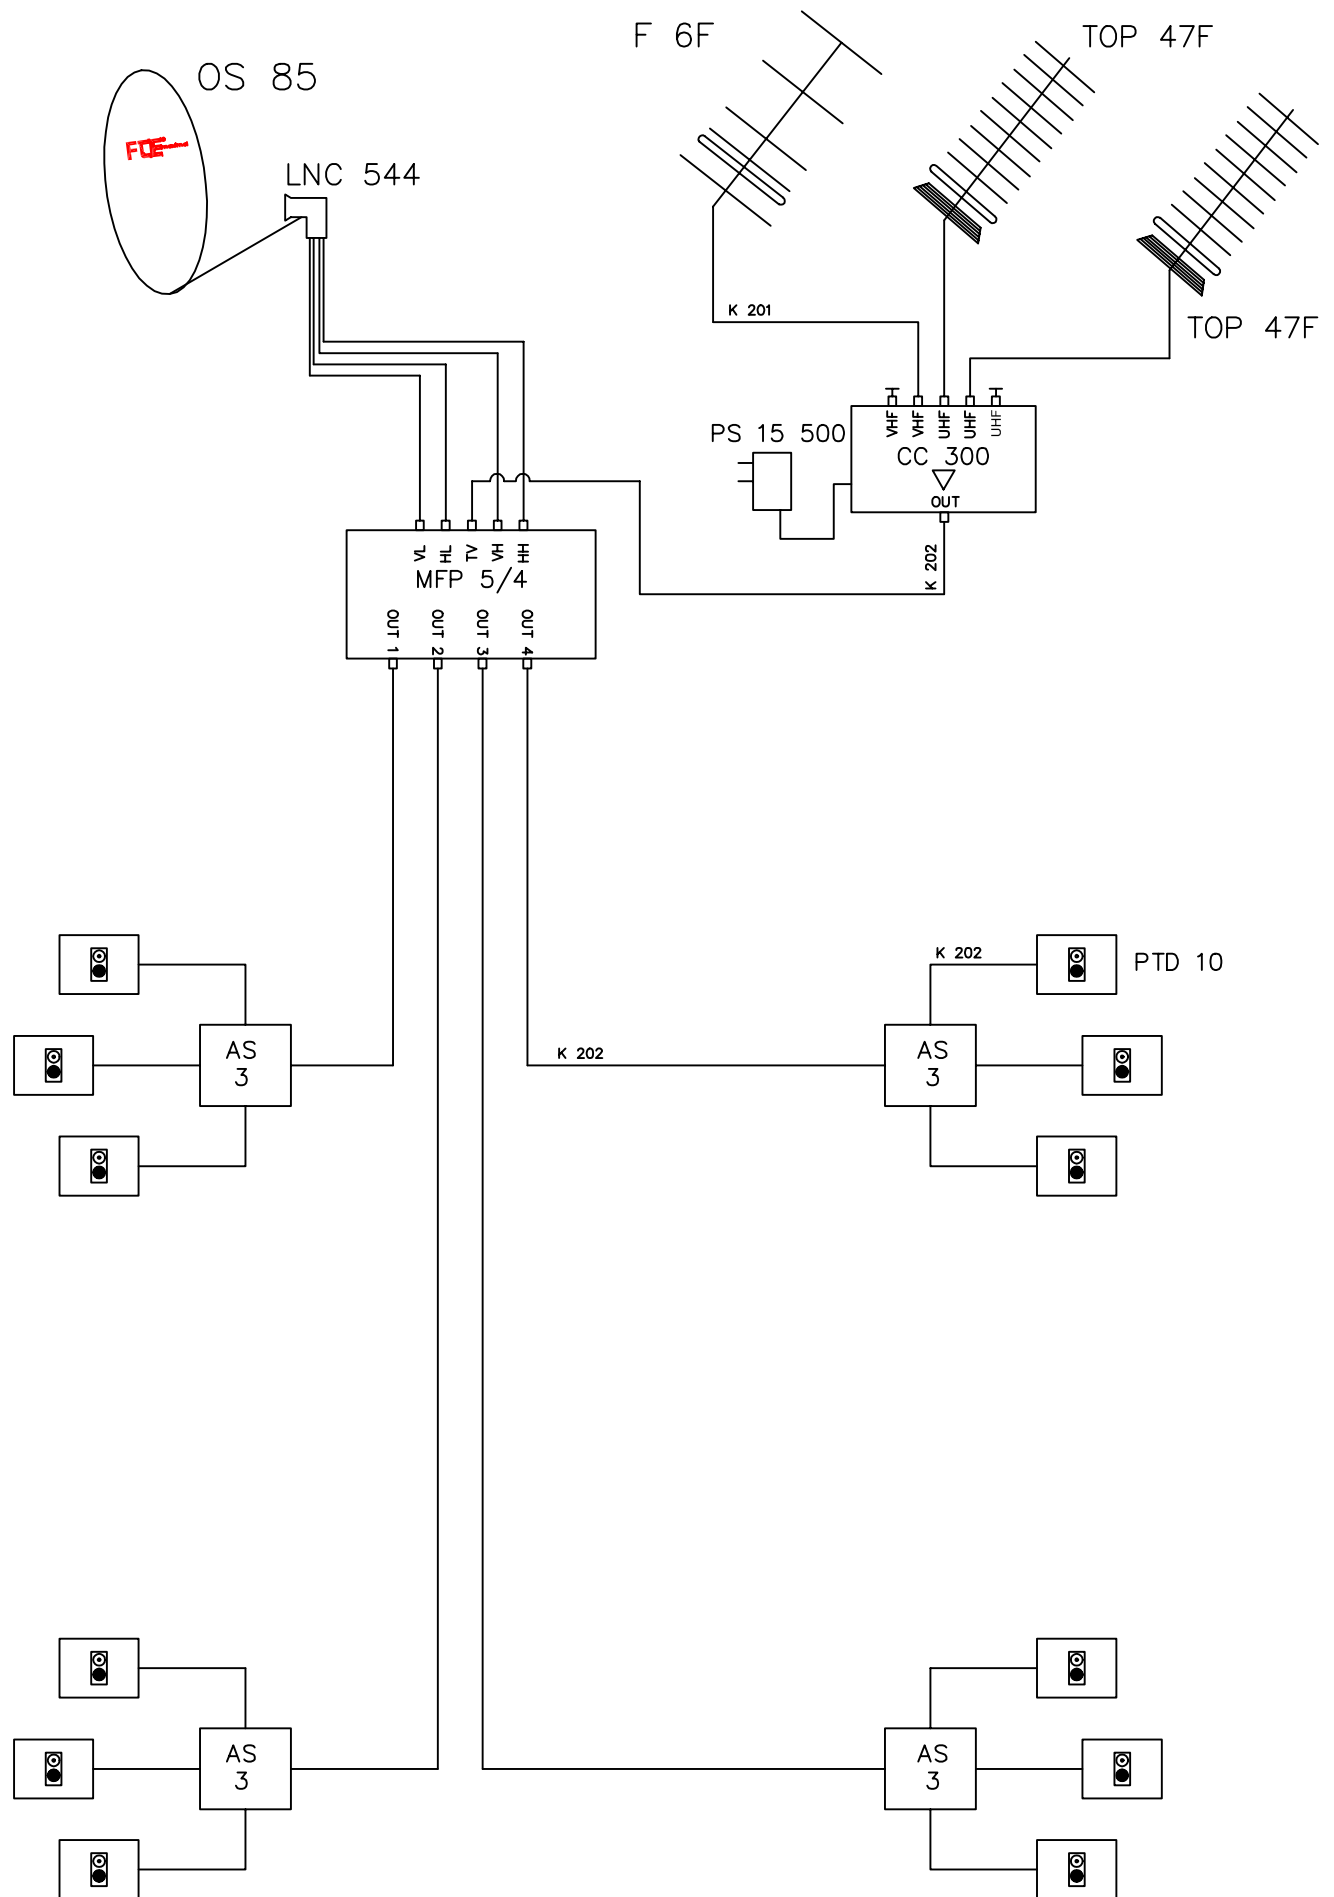 F 6F
TOP 47F
OS 85
LNC 544
TOP 47F
K 201
VHF
VHF
UHF
UHF
UHF
PS 15 500
CC 300
OUT
K 202
VL
HL
TV
VH
HH
MFP 5/4
OUT 1
OUT 2
OUT 3
OUT 4
K 202
PTD 10
AS
3
K 202
AS
3
AS
3
AS
3